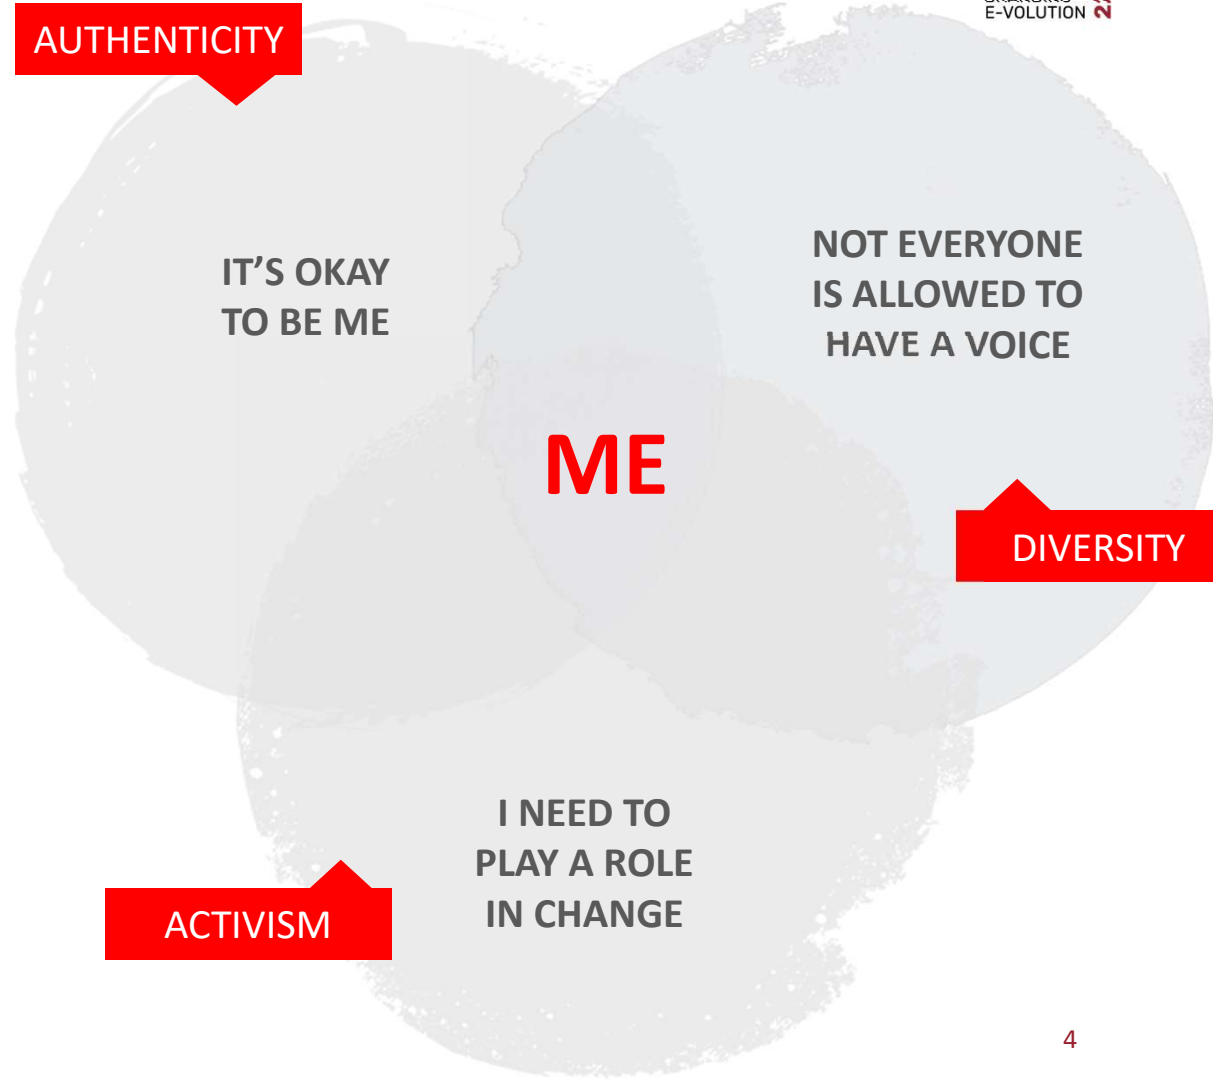 E-VOLUTION
AUTHENTICITY
IT’S OKAY
TO BE ME
NOT EVERYONE
IS ALLOWED TO
HAVE A VOICE
ME
DIVERSITY
I NEED TO
PLAY A ROLE
IN CHANGE
ACTIVISM
4